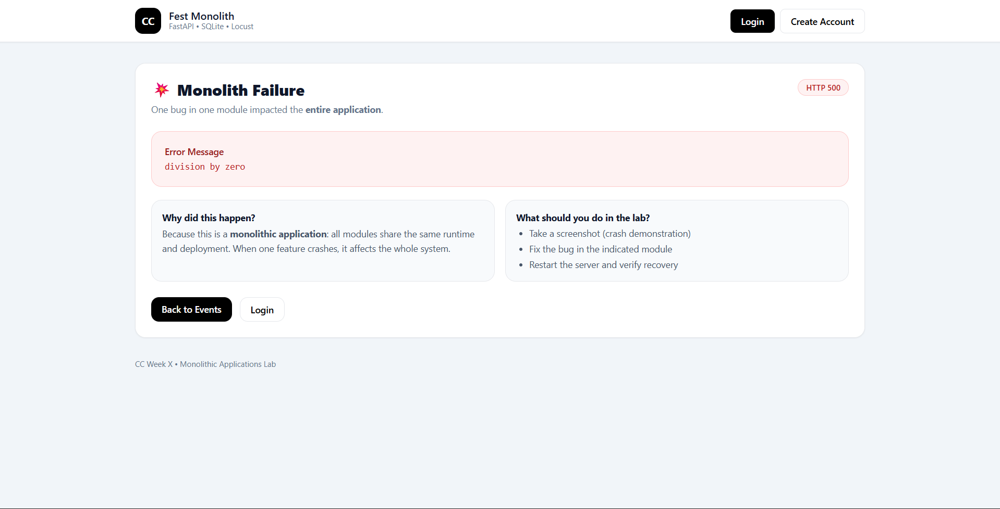 CC
Fest Monolith
FastAPI • SQLite • Locust
Login
Create Account
Monolith Failure
HTTP 500
One bug in one module impacted the entire application.
Error Message
division by zero
Why did this happen?
Because this is a monolithic application: all modules share the same runtime
and deployment. When one feature crashes, it affects the whole system.
What should you do in the lab?
• Take a screenshot (crash demonstration)
• Fix the bug in the indicated module
• Restart the server and verify recovery
Back to Events
Login
CC Week X • Monolithic Applications Lab